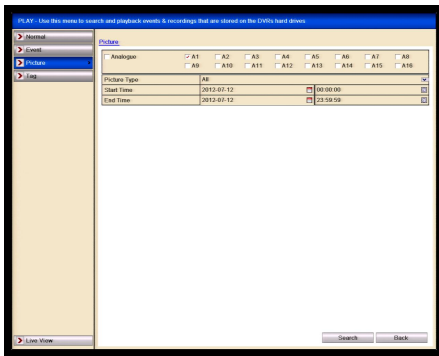 PLAY - Use this menu to search and playback events & recordings that are stored on the DVRs hard drives
Normal
Event
Picture
Tag
Live View
Picture
Analogue A1 A2 A3 A4 A5 A6 A7 A8
A9 A10 A11 A12 A13 A14 A15 A16
Picture Type All
Start Time 2012-07-12 00:00:00
End Time 2012-07-12 23:59:59
Search Back